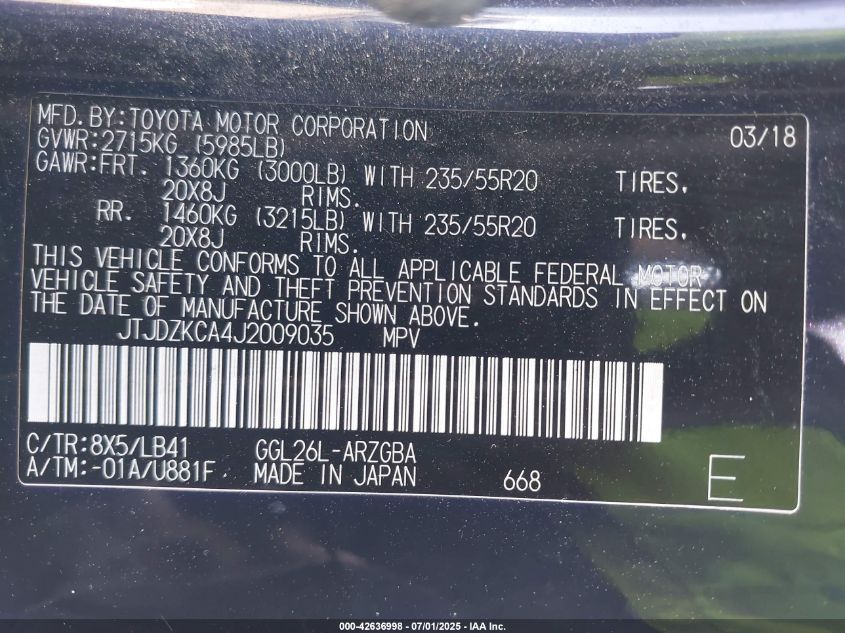 MFD.BY:TOYOTA MOTOR CORPORATION 03/18
GVWR:2715KG (5985LB)
GAWR:FRT. 1360KG (3000LB) WITH 235/55R20 TIRES.
20X8J RIMS.
RR. 1460KG (3215LB) WITH 235/55R20 TIRES.
20X8J RIMS.
THIS VEHICLE CONFORMS TO ALL APPLICABLE FEDERAL MOTOR
VEHICLE SAFETY AND THEFT PREVENTION STANDARDS IN EFFECT ON
THE DATE OF MANUFACTURE SHOWN ABOVE.
JTJDZKCA4J2009035 MPV
C/TR:8X5/LB41 GGL26L-ARZGBA
A/TM:-01A/U881F MADE IN JAPAN 668 E
000-42636998 - 07/01/2025 - IAA Inc.